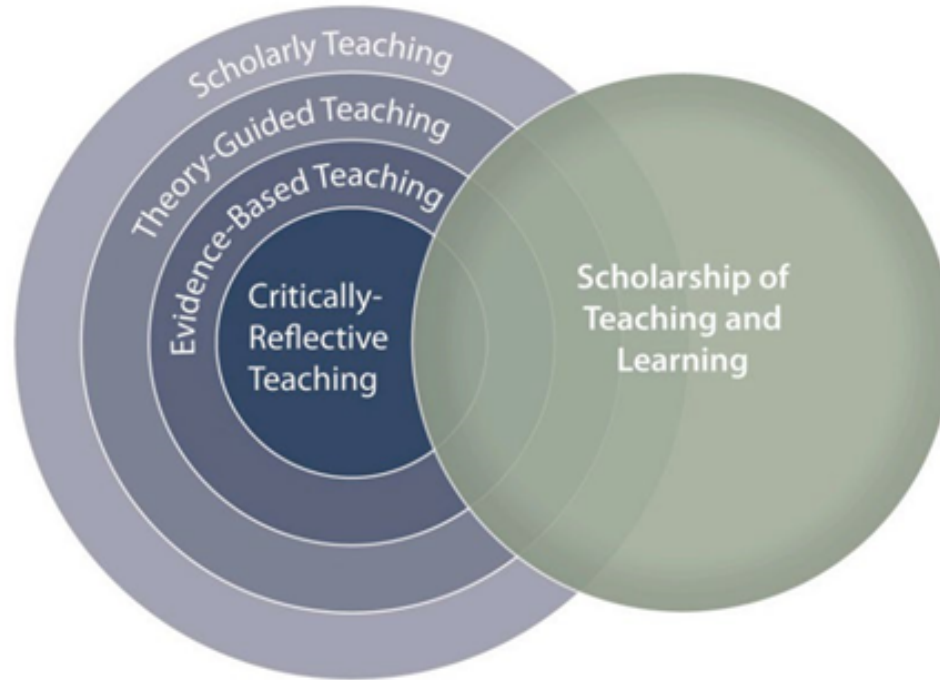 Scholarly Teaching
Theory-Guided Teaching
Evidence-Based Teaching
Critically-
Reflective
Teaching
Scholarship of
Teaching and
Learning